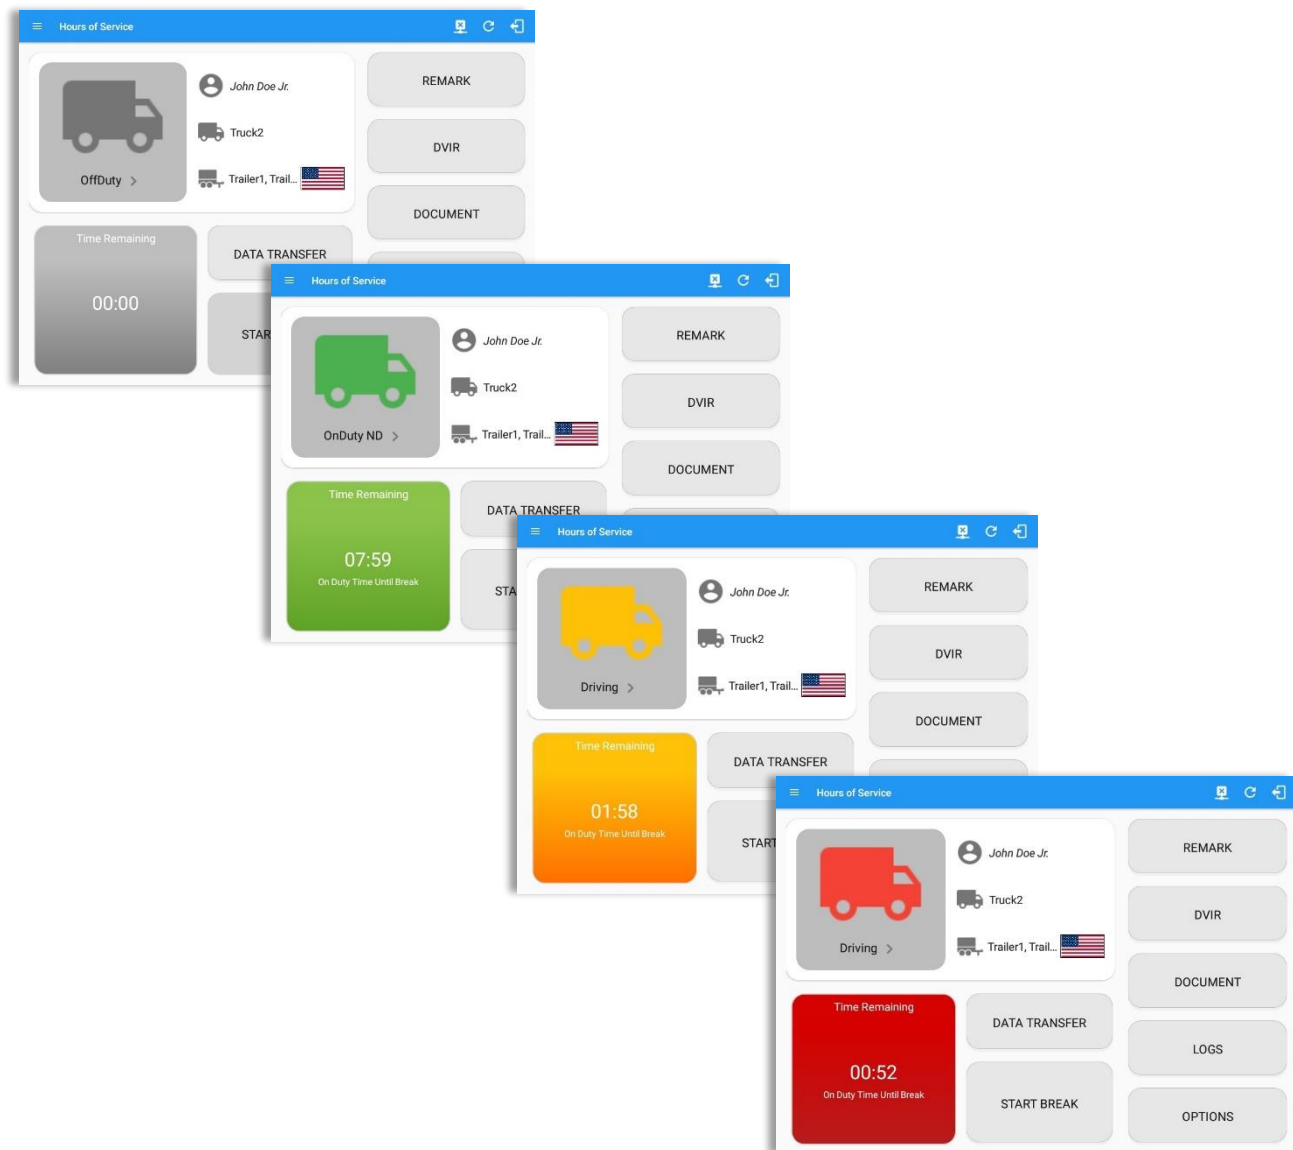 Hours of Service
John Doe Jr.
Truck2
Trailer1, Trail...
OffDuty >
REMARK
DVIR
DOCUMENT
Time Remaining
00:00
DATA TRANSFER
STAR
Hours of Service
John Doe Jr.
Truck2
Trailer1, Trail...
OnDuty ND >
REMARK
DVIR
DOCUMENT
Time Remaining
07:59
On Duty Time Until Break
DATA TRANSFER
STA
Hours of Service
John Doe Jr.
Truck2
Trailer1, Trail...
Driving >
REMARK
DVIR
DOCUMENT
Time Remaining
01:58
On Duty Time Until Break
DATA TRANSFER
START
Hours of Service
John Doe Jr.
Truck2
Trailer1, Trail...
Driving >
REMARK
DVIR
DOCUMENT
LOGS
OPTIONS
Time Remaining
00:52
On Duty Time Until Break
DATA TRANSFER
START BREAK